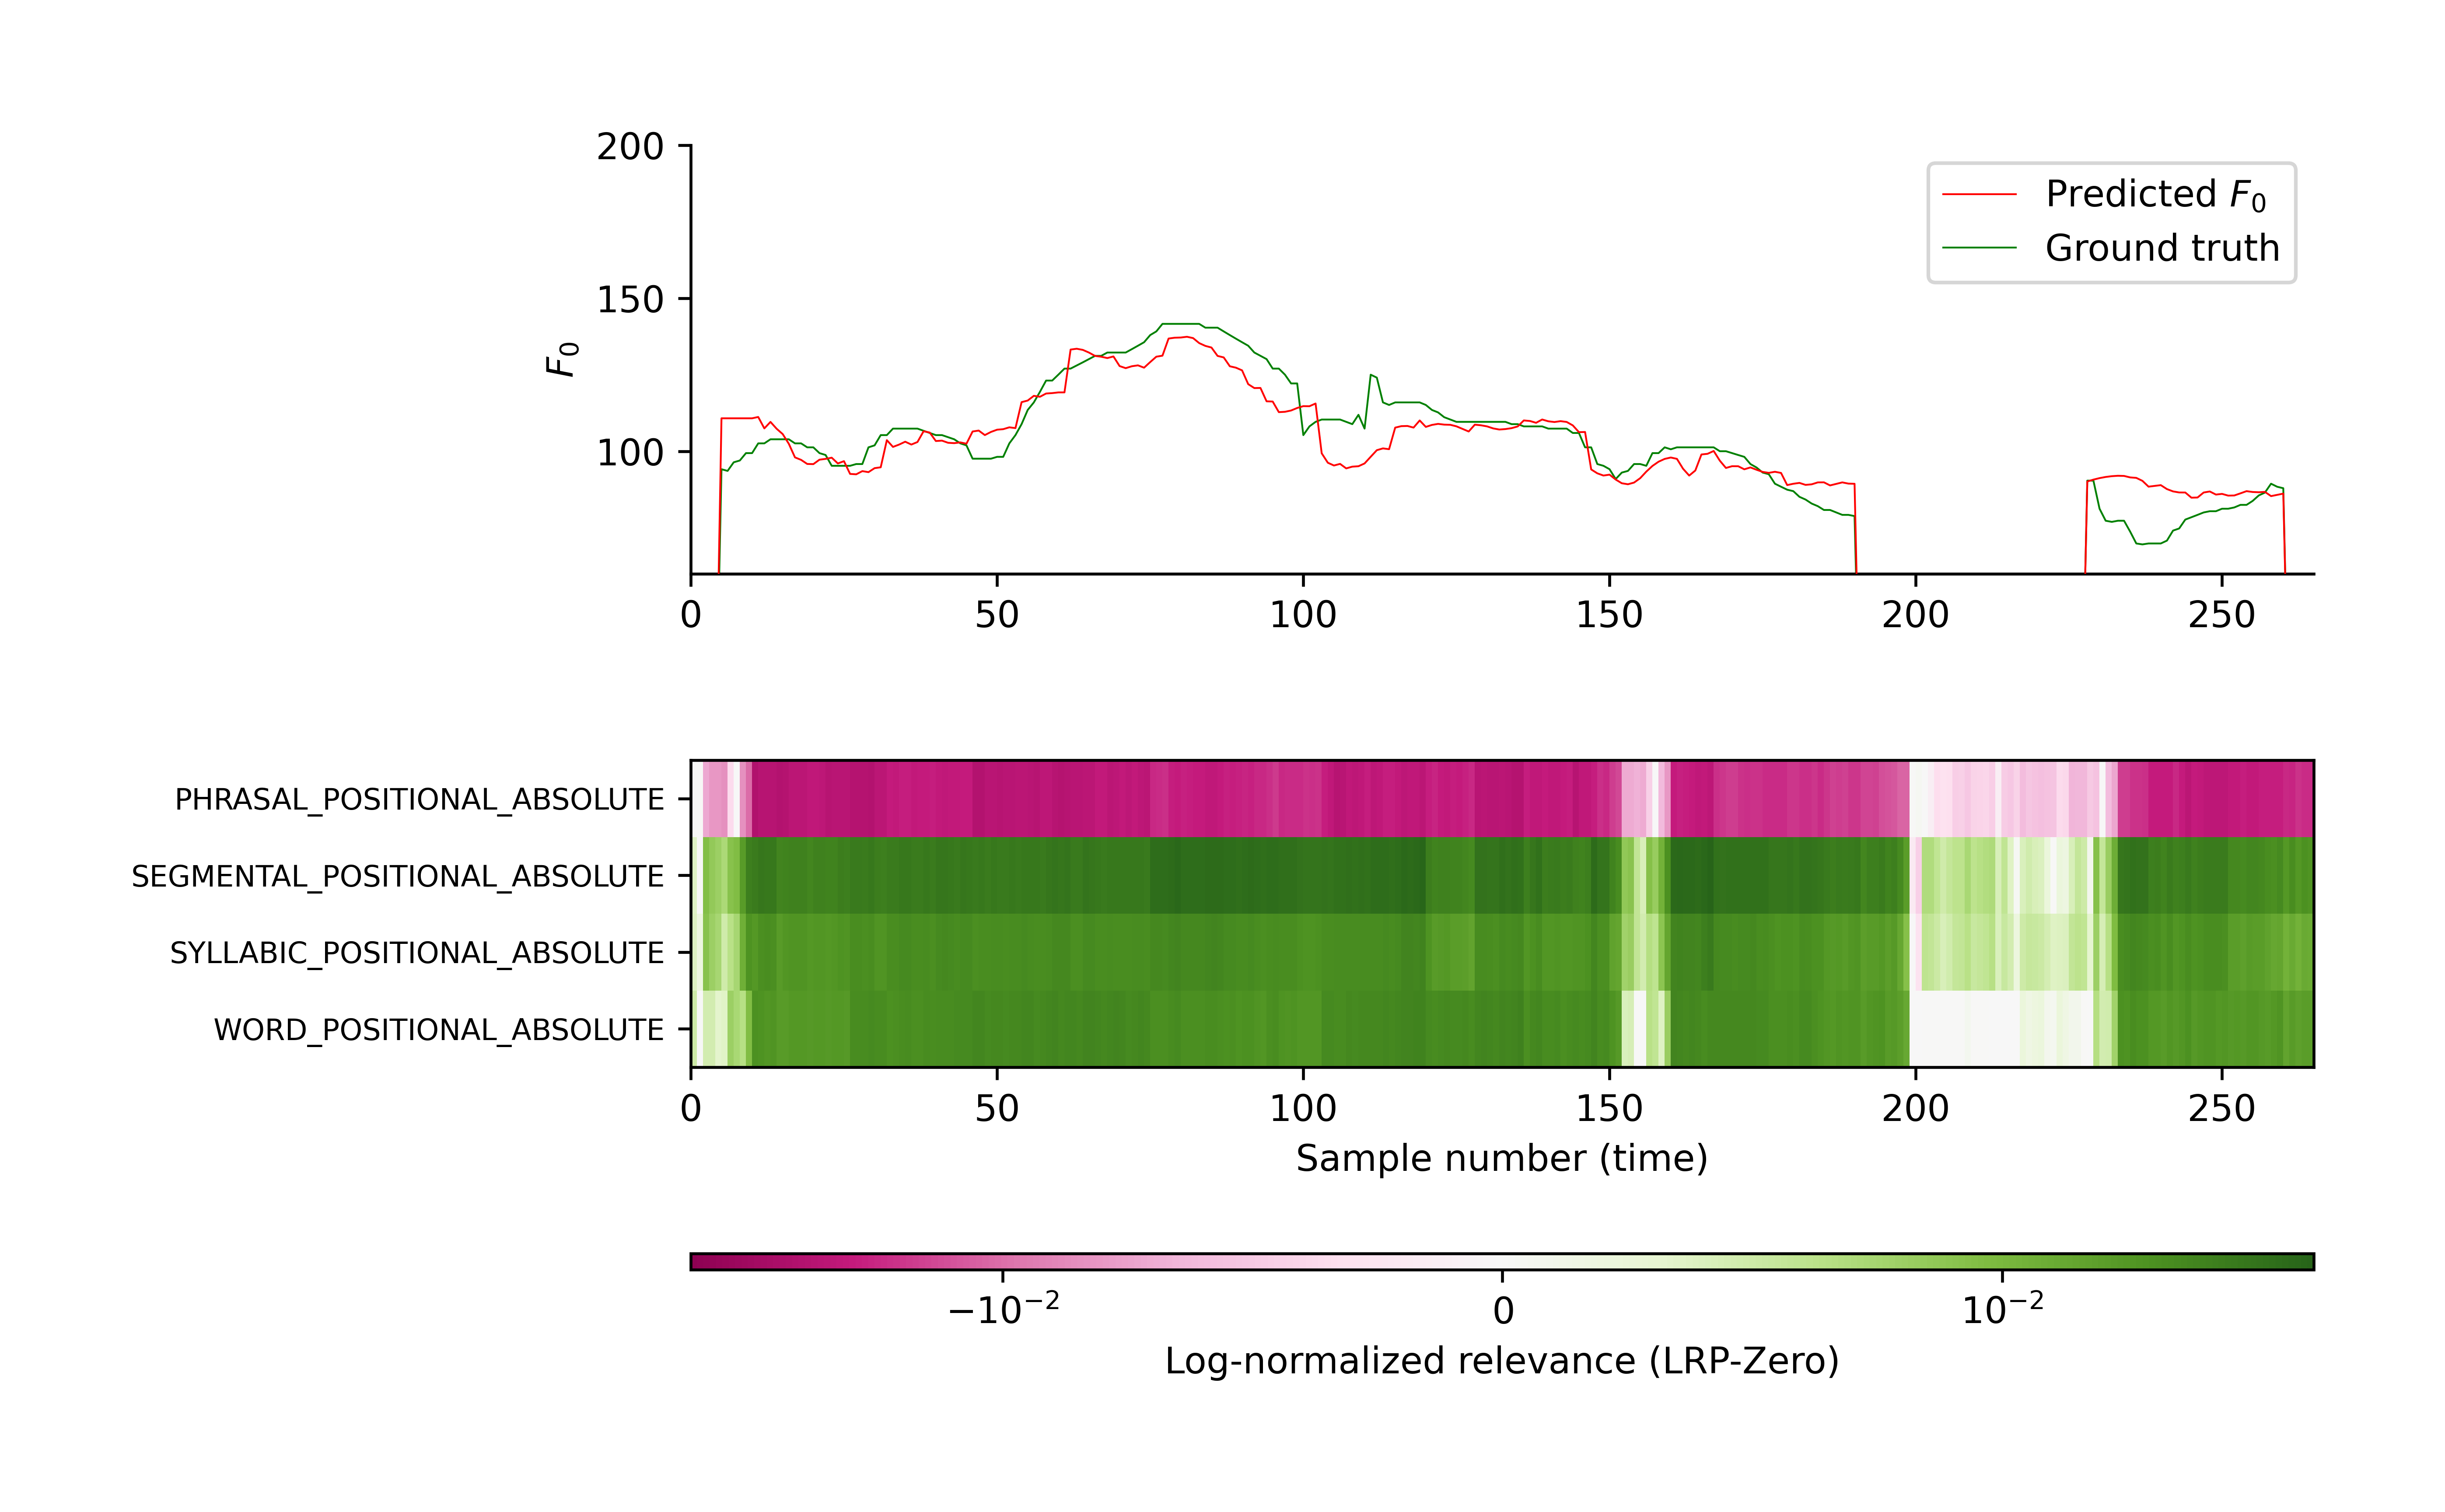 200
150
100
F₀
Predicted F₀
Ground truth
0 50 100 150 200 250
PHRASAL_POSITIONAL_ABSOLUTE
SEGMENTAL_POSITIONAL_ABSOLUTE
SYLLABIC_POSITIONAL_ABSOLUTE
WORD_POSITIONAL_ABSOLUTE
0 50 100 150 200 250
Sample number (time)
−10⁻² 0 10⁻²
Log-normalized relevance (LRP-Zero)